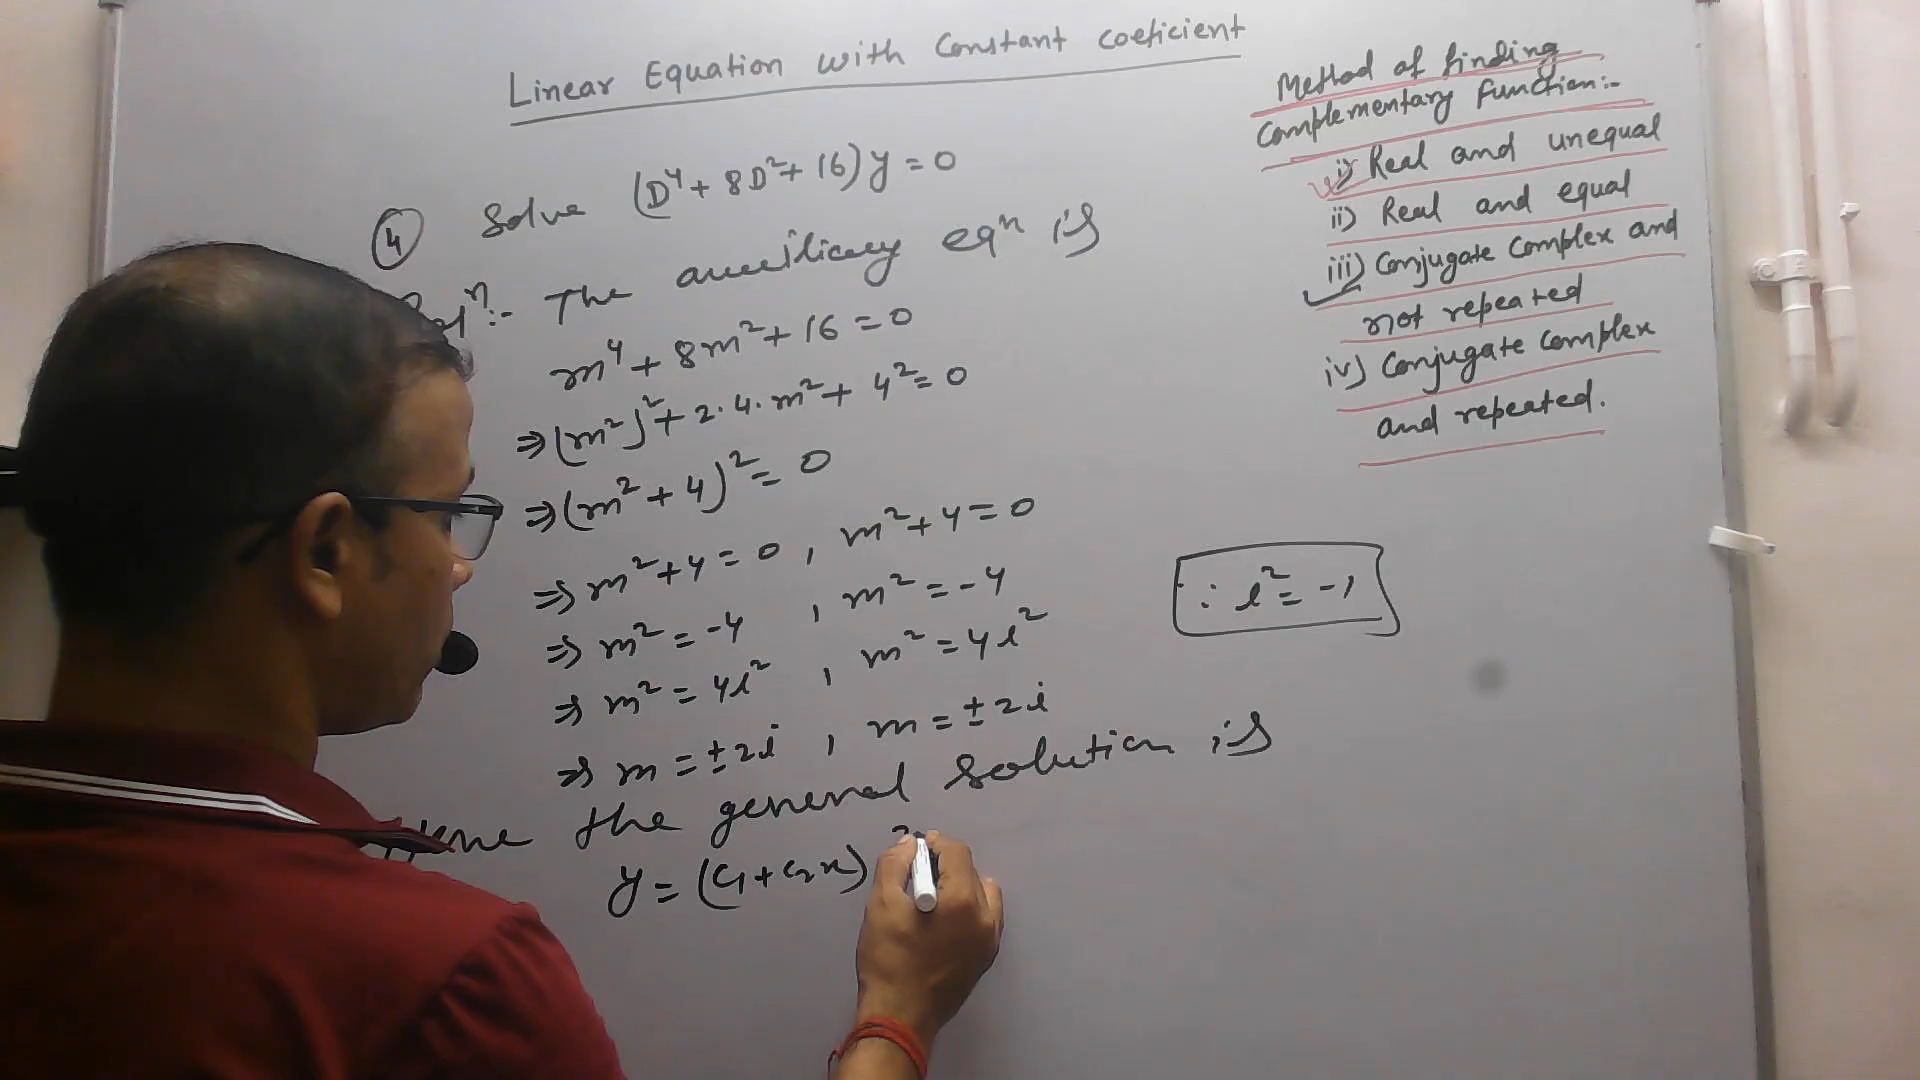 Linear Equation with Constant coeficient
④ Solve (D⁴ + 8D² + 16)y = 0
:- The auxiliary eqⁿ is
m⁴ + 8m² + 16 = 0
⇒ (m²)² + 2·4·m² + 4² = 0
⇒ (m² + 4)² = 0
⇒ m² + 4 = 0 , m² + 4 = 0
⇒ m² = -4 , m² = -4
⇒ m² = 4i² , m² = 4i²
⇒ m = ± 2i , m = ± 2i
the general solution is
y = (c₁ + c₂x)
∵ i² = -1
Method of finding
Complementary function:-
i) Real and unequal
ii) Real and equal
iii) Conjugate complex and
not repeated
iv) Conjugate complex
and repeated.